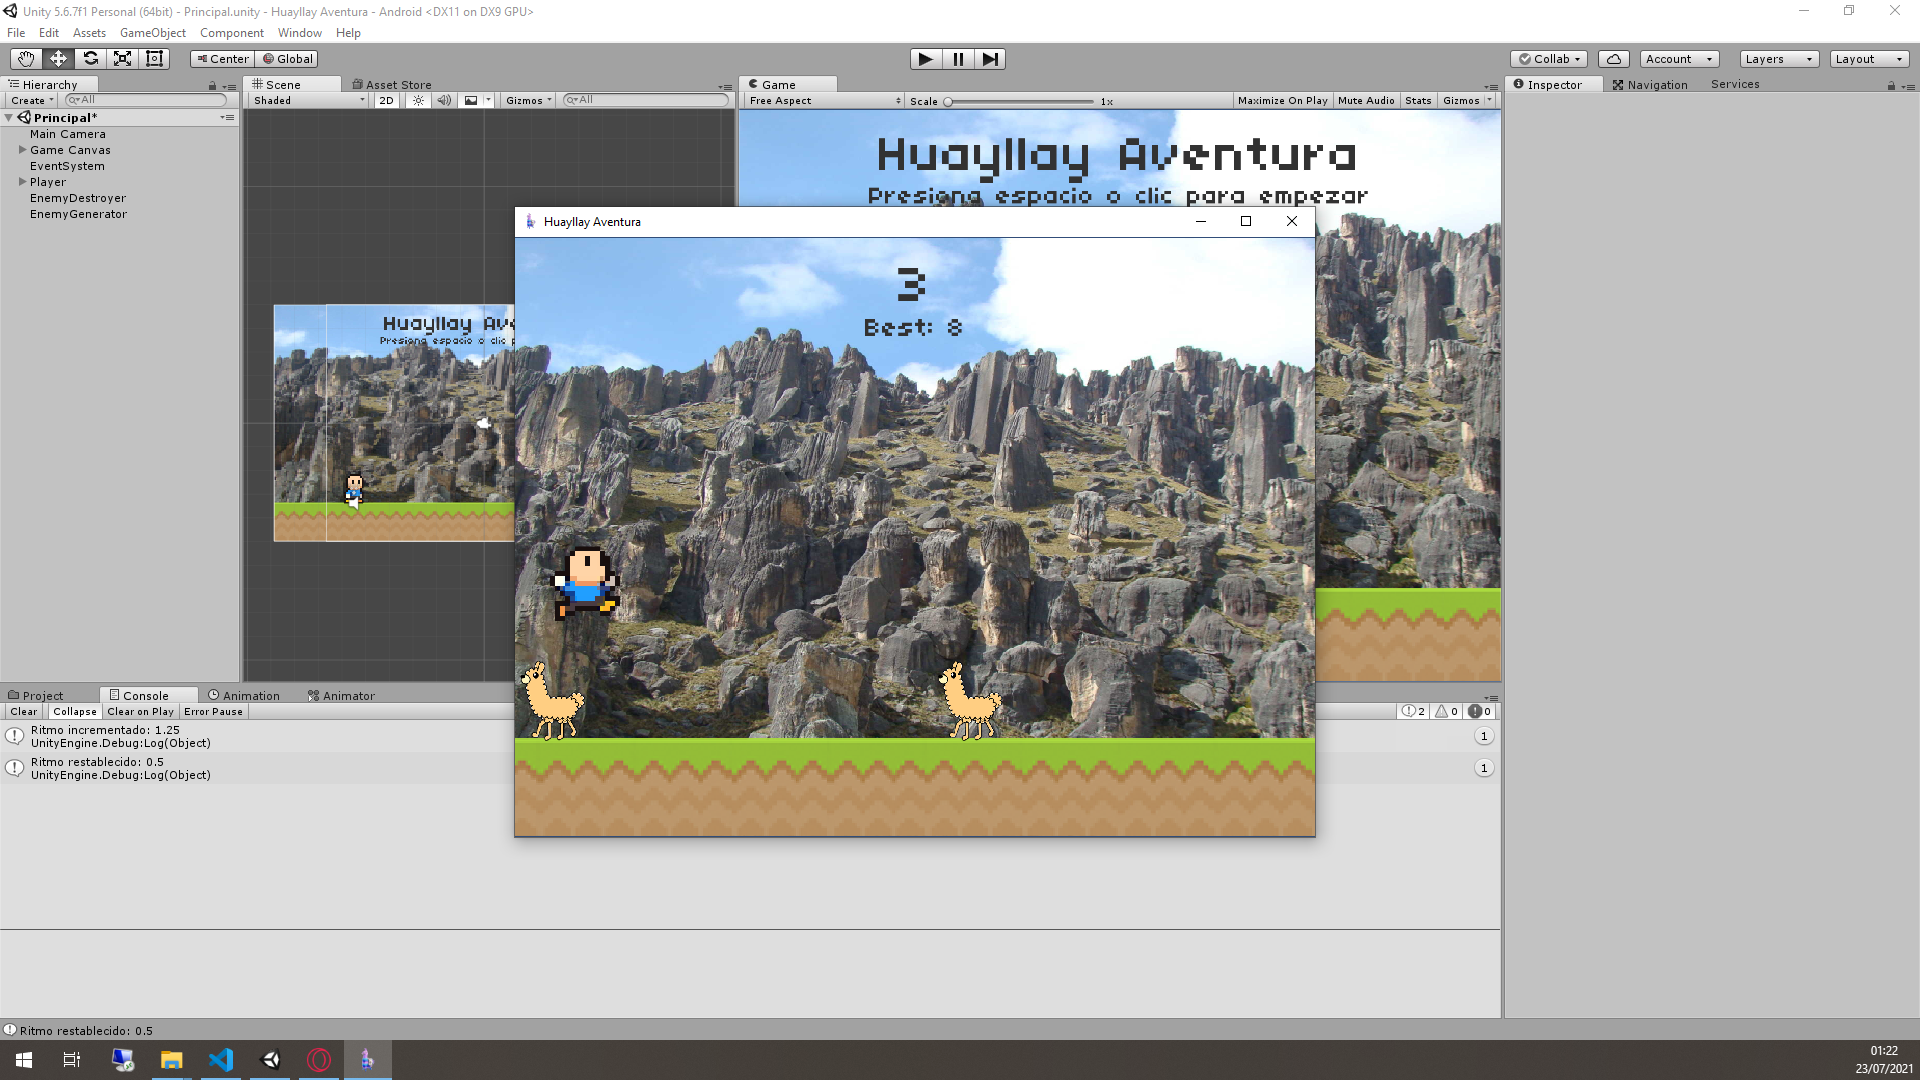 Unity 5.6.7f1 Personal (64bit) - Principal.unity - Huayllay Aventura - Android <DX11 on DX9 GPU>
File Edit Assets GameObject Component Window Help
Center Global
Collab Account Layers Layout
Hierarchy
Create All
Principal*
Main Camera
Game Canvas
EventSystem
Player
EnemyDestroyer
EnemyGenerator
Scene Asset Store
Shaded 2D Gizmos All
Huayllay Ave
Presiona espacio o clic p
Game
Free Aspect Scale 1x Maximize On Play Mute Audio Stats Gizmos
Huayllay Aventura
Presiona espacio o clic para empezar
Huayllay Aventura
3
Best: 8
Inspector Navigation Services
Project Console Animation Animator
Clear Collapse Clear on Play Error Pause
2 0 0
Ritmo incrementado: 1.25
UnityEngine.Debug:Log(Object)
1
Ritmo restablecido: 0.5
UnityEngine.Debug:Log(Object)
1
Ritmo restablecido: 0.5
01:22
23/07/2021